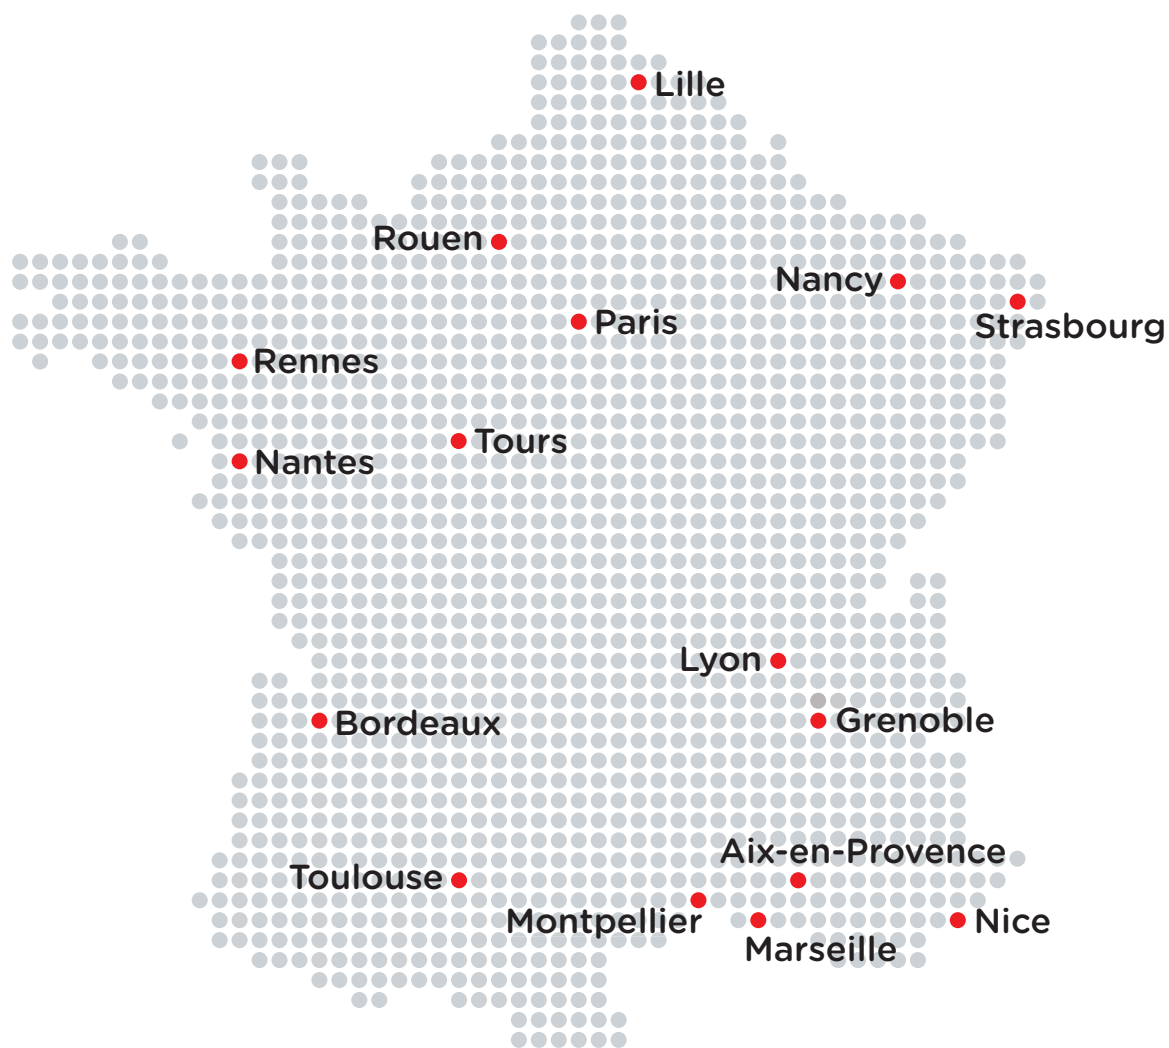 Lille
Rouen
Nancy
Strasbourg
Paris
Rennes
Tours
Nantes
Lyon
Grenoble
Bordeaux
Aix-en-Provence
Toulouse
Montpellier
Nice
Marseille